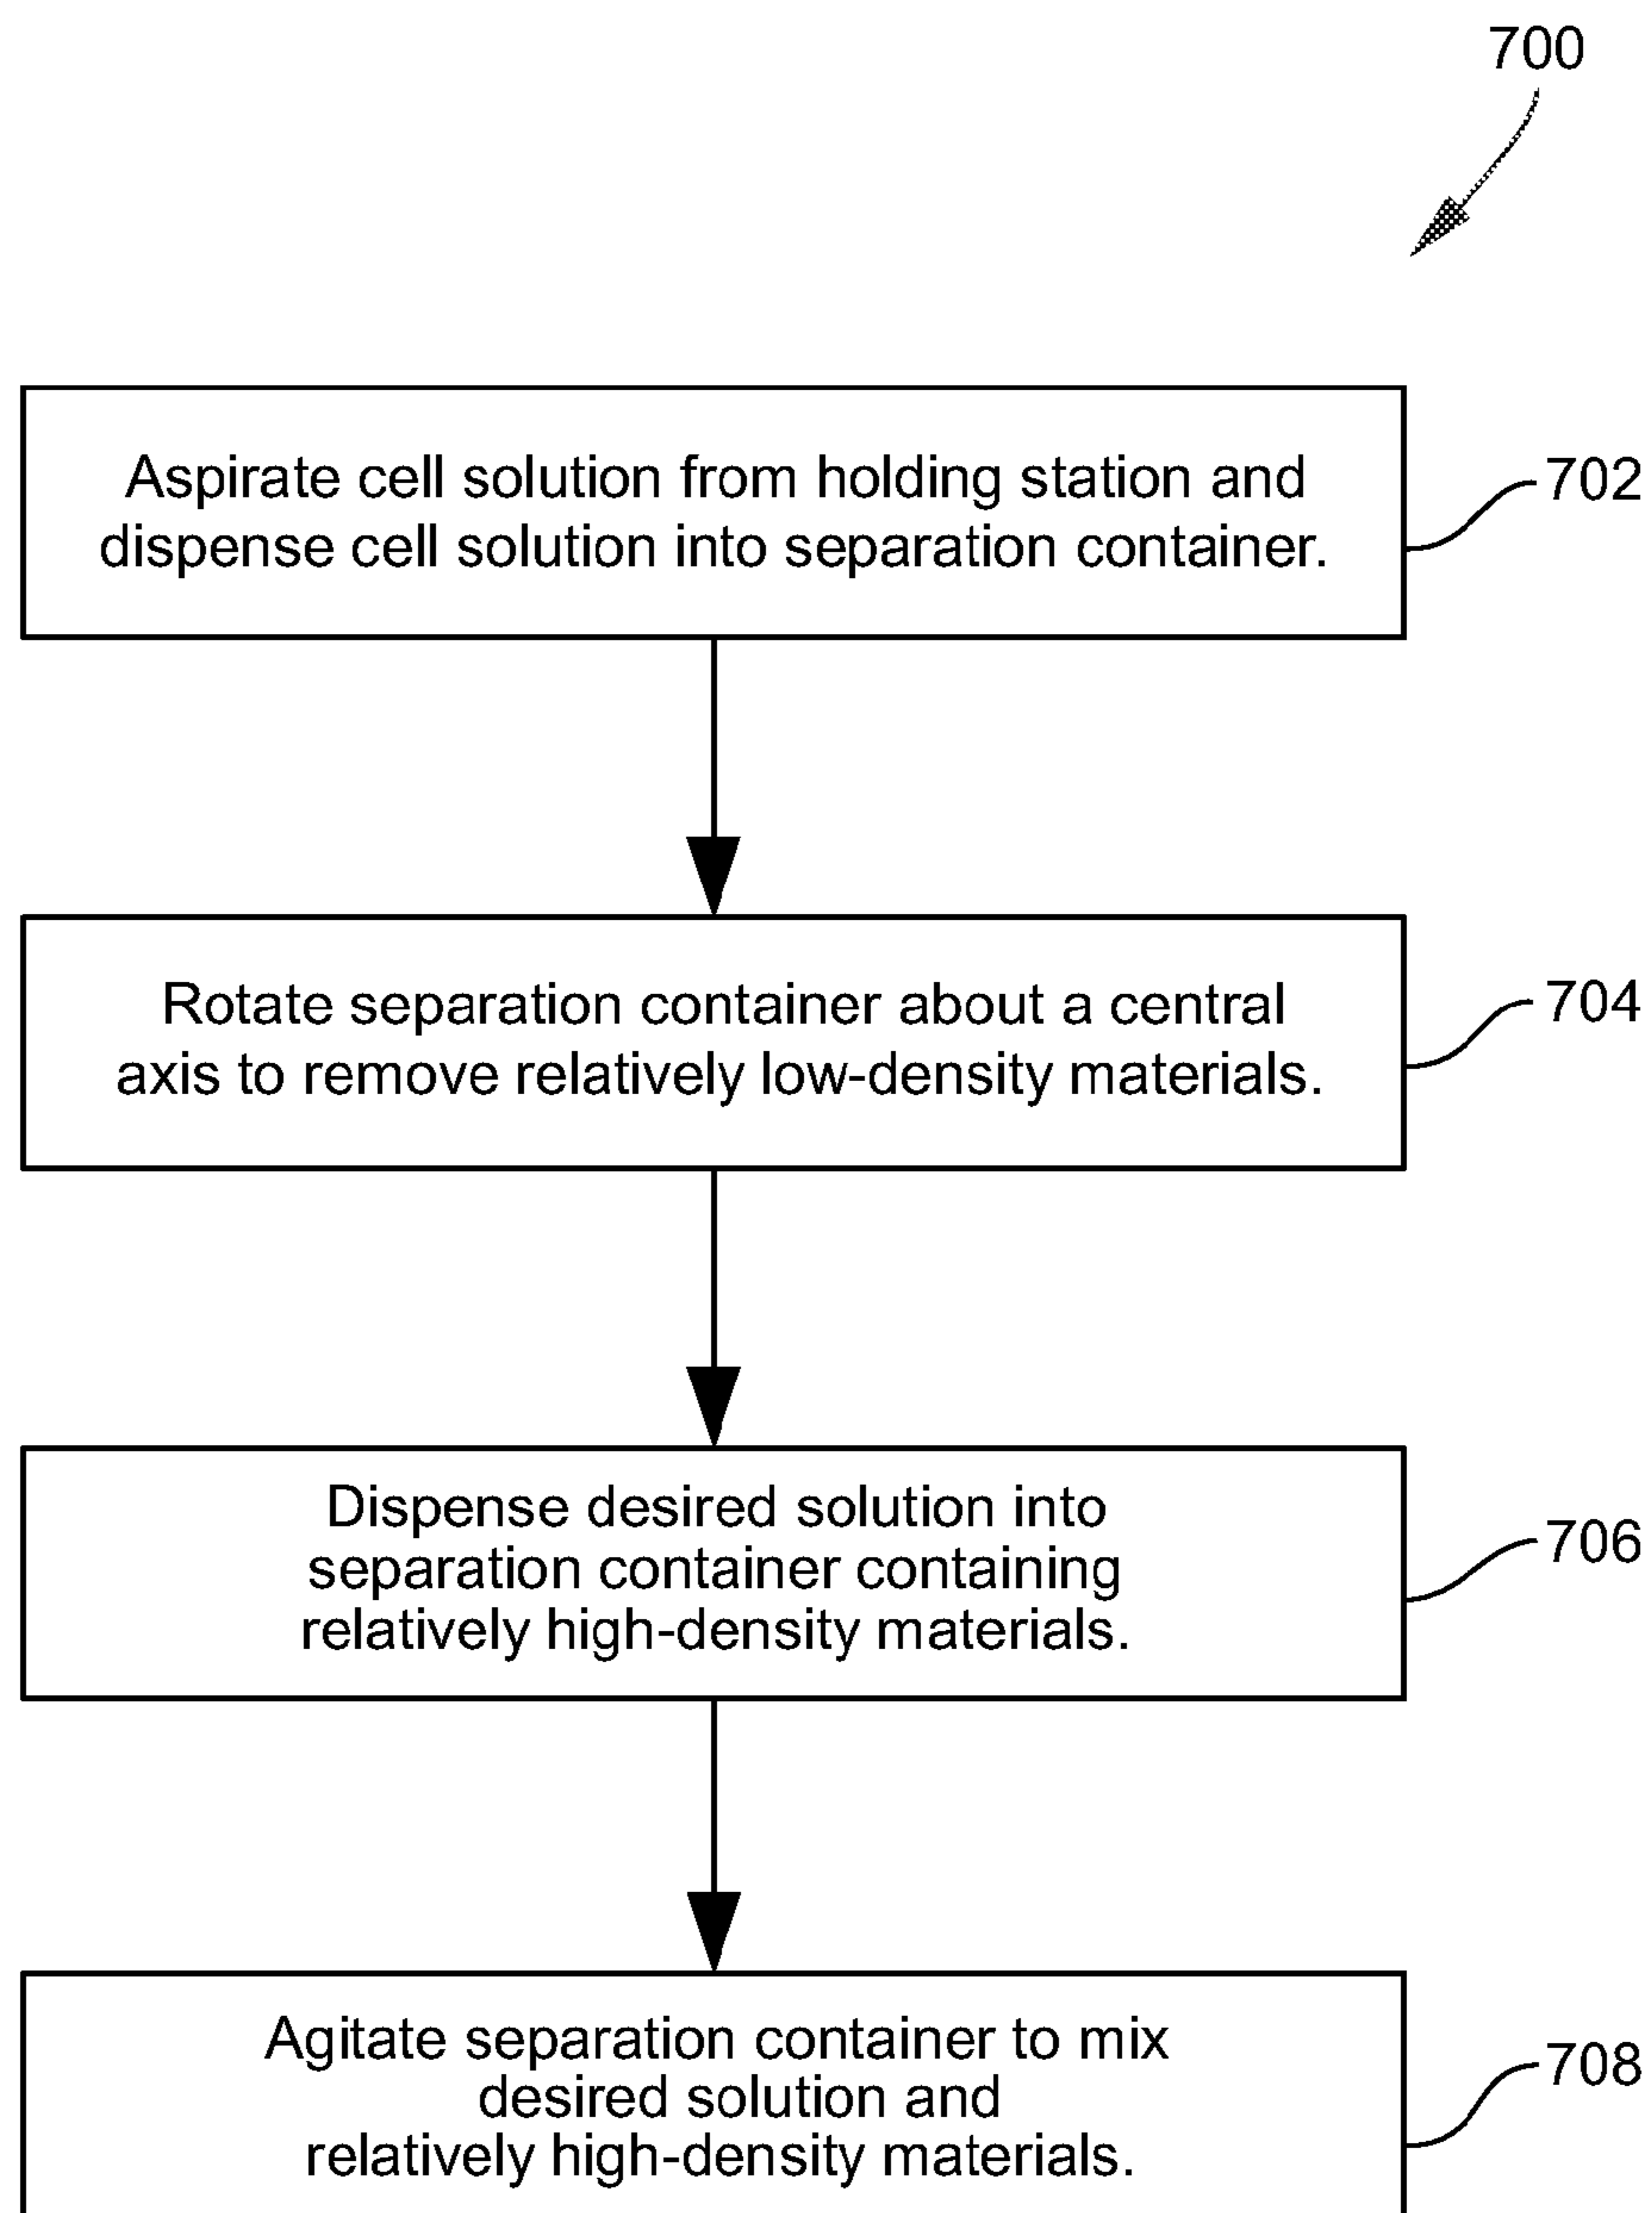 700
Aspirate cell solution from holding station and
dispense cell solution into separation container.
702
Rotate separation container about a central
axis to remove relatively low-density materials.
704
Dispense desired solution into
separation container containing
relatively high-density materials.
706
Agitate separation container to mix
desired solution and
relatively high-density materials.
708